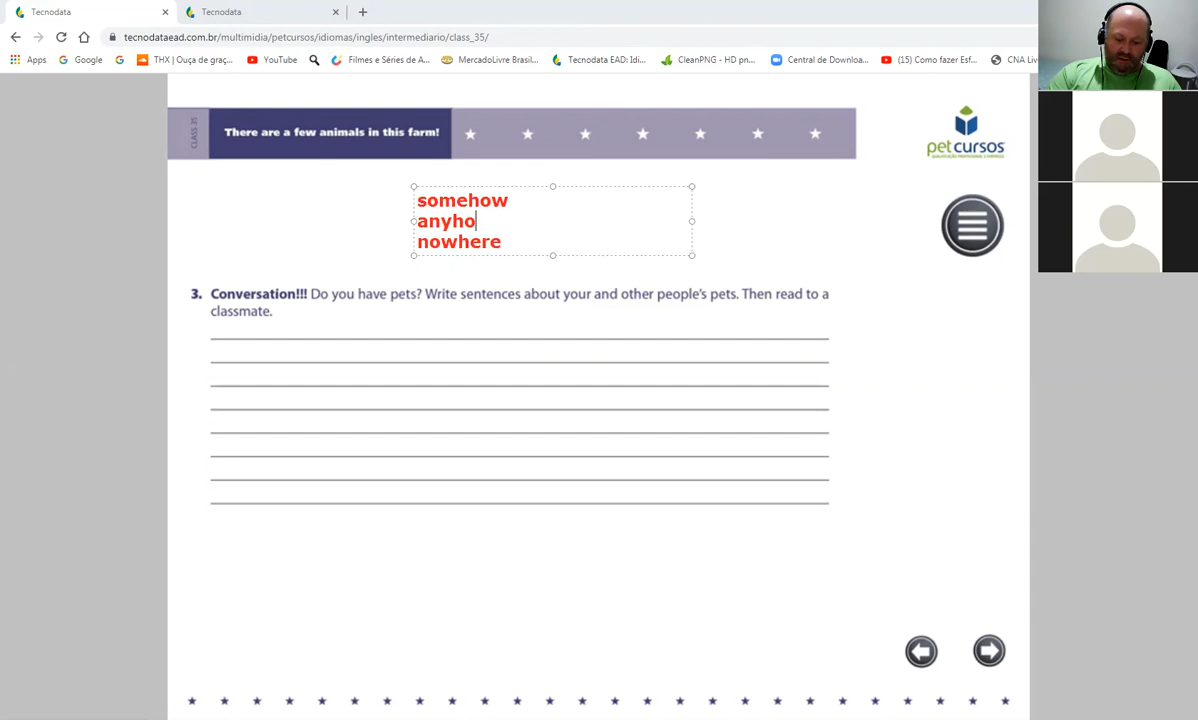 Tecnodata
Tecnodata
tecnodataead.com.br/multimidia/petcursos/idiomas/ingles/intermediario/class_35/
Apps
Google
THX | Ouça de graç...
YouTube
Filmes e Séries de A...
MercadoLivre Brasil...
Tecnodata EAD: Idi...
CleanPNG - HD pn...
Central de Downloa...
(15) Como fazer Esf...
CNA Liv
CLASS 35
There are a few animals in this farm!
petcursos
QUALIFICAÇÃO PROFISSIONAL E EMPREGO
somehow
anyho
nowhere
3. Conversation!!! Do you have pets? Write sentences about your and other people's pets. Then read to a
classmate.